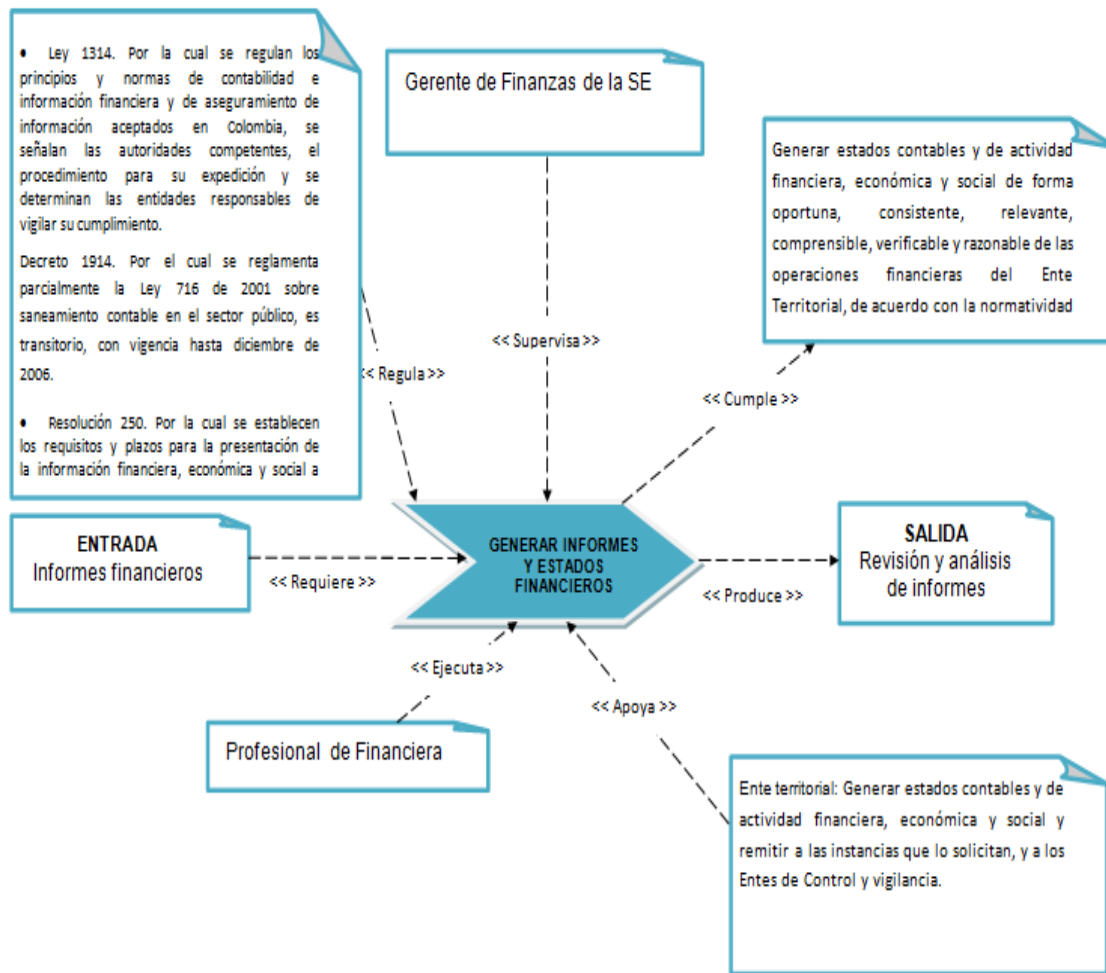 • Ley 1314. Por la cual se regulan los
principios y normas de contabilidad e
información financiera y de aseguramiento de
información aceptados en Colombia, se
señalan las autoridades competentes, el
procedimiento para su expedición y se
determinan las entidades responsables de
vigilar su cumplimiento.
Decreto 1914. Por el cual se reglamenta
parcialmente la Ley 716 de 2001 sobre
saneamiento contable en el sector público, es
transitorio, con vigencia hasta diciembre de
2006.
• Resolución 250. Por la cual se establecen
los requisitos y plazos para la presentación de
la información financiera, económica y social a
Gerente de Finanzas de la SE
Generar estados contables y de actividad
financiera, económica y social de forma
oportuna, consistente, relevante,
comprensible, verificable y razonable de las
operaciones financieras del Ente
Territorial, de acuerdo con la normatividad
<< Supervisa >>
<< Regula >>
<< Cumple >>
ENTRADA
Informes financieros
<< Requiere >>
GENERAR INFORMES
Y ESTADOS
FINANCIEROS
<< Produce >>
SALIDA
Revisión y análisis
de informes
<< Ejecuta >>
<< Apoya >>
Profesional de Financiera
Ente territorial: Generar estados contables y de
actividad financiera, económica y social y
remitir a las instancias que lo solicitan, y a los
Entes de Control y vigilancia.